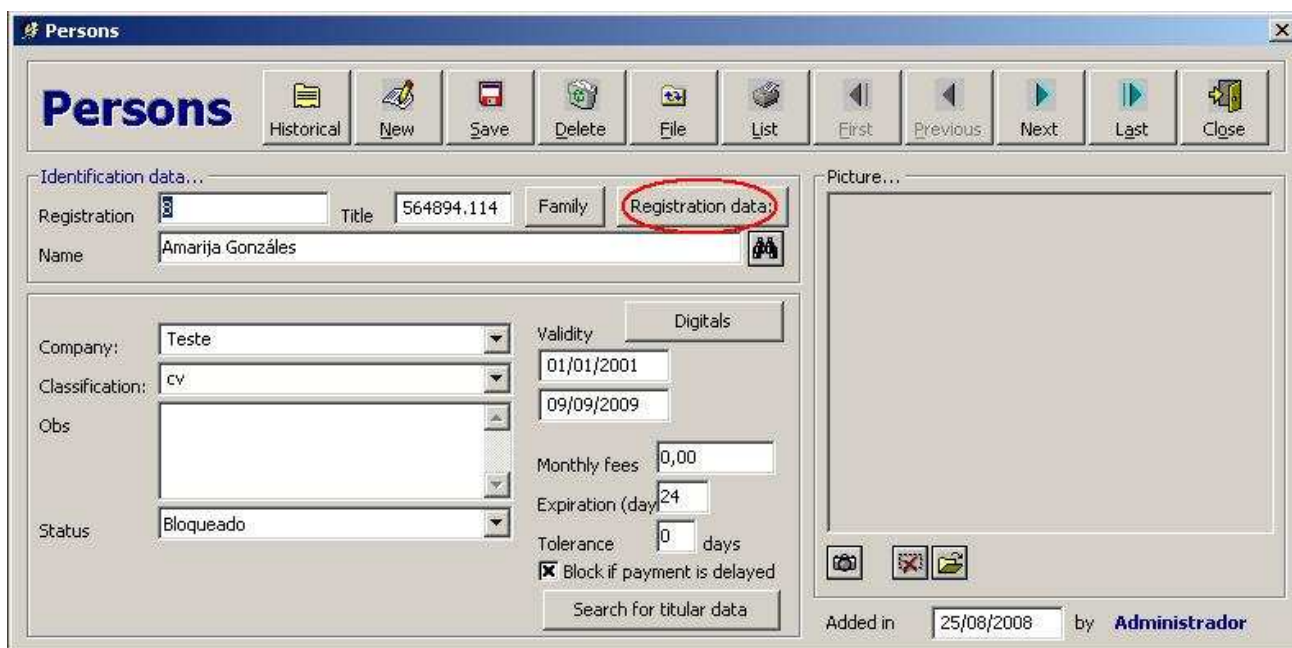 Persons
Persons
Historical New Save Delete File List First Previous Next Last Close
Identification data...
Registration 8 Title 564894.114 Family Registration data:
Name Amarija Gonzáles
Picture...
Digitals
Company: Teste Validity
01/01/2001
Classification: cv
09/09/2009
Obs
Monthly fees 0,00
Expiration (day 24
Status Bloqueado
Tolerance 0 days
Block if payment is delayed
Search for titular data
Added in 25/08/2008 by Administrador